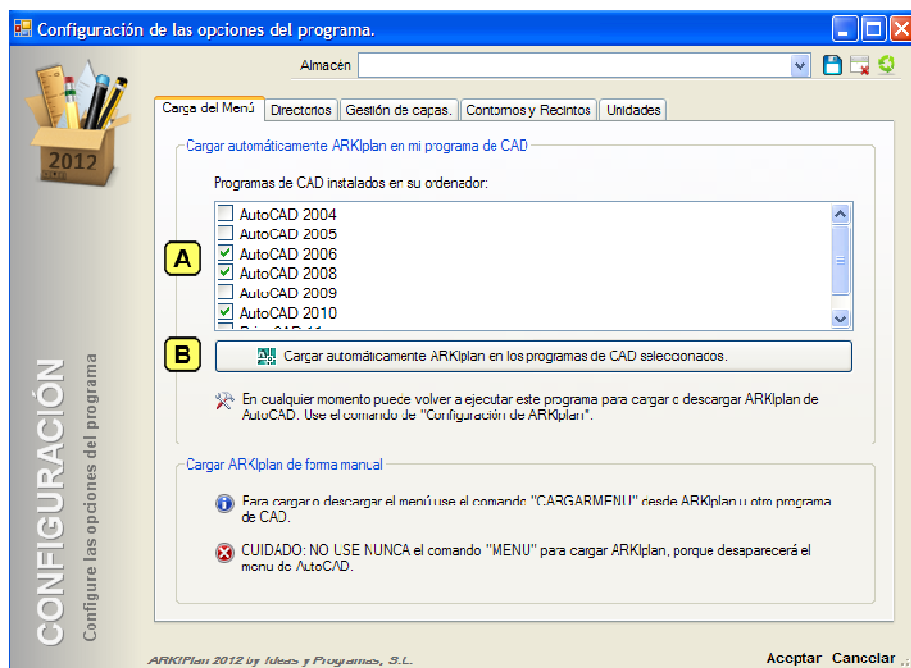 Configuración de las opciones del programa.
Almacén
2012
Carga del Menú Directorios Gestión de capas. Contornos y Recintos Unidades
Cargar automáticamente ARKIplan en mi programa de CAD
Programas de CAD instalados en su ordenador:
AutoCAD 2004
AutoCAD 2005
A
AutoCAD 2006
AutoCAD 2008
AutoCAD 2009
AutoCAD 2010
B
Cargar automáticamente ARKIplan en los programas de CAD seleccionados.
En cualquier momento puede volver a ejecutar este programa para cargar o descargar ARKIplan de
AutoCAD. Use el comando de "Configuración de ARKIplan".
Cargar ARKIplan de forma manual
Para cargar o descargar el menú use el comando "CARGARMENU" desde ARKIplan u otro programa
de CAD.
CUIDADO: NO USE NUNCA el comando "MENU" para cargar ARKIplan, porque desaparecerá el
menu de AutoCAD.
CONFIGURACIÓN
Configure las opciones del programa
ARKIPlan 2012 by Ideas y Programas, S.L.
Aceptar Cancelar